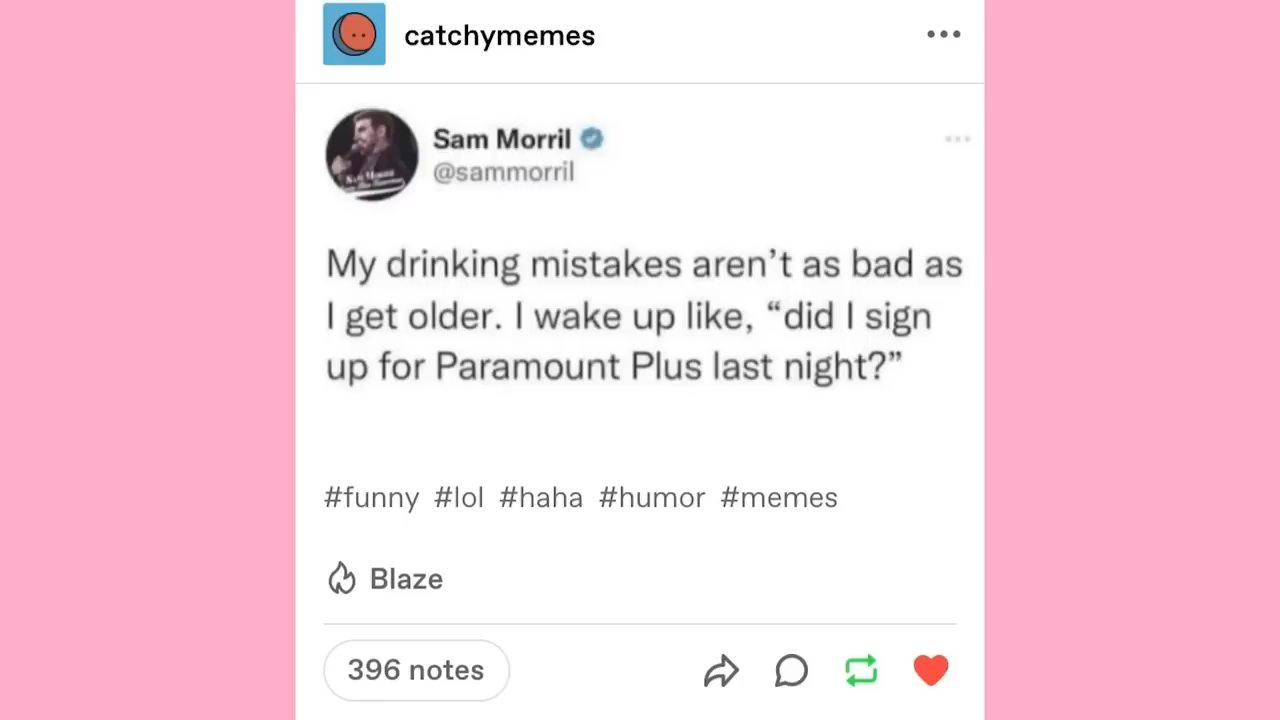 catchymemes
Sam Morril
@sammorril
My drinking mistakes aren’t as bad as
I get older. I wake up like, “did I sign
up for Paramount Plus last night?”
#funny #lol #haha #humor #memes
Blaze
396 notes